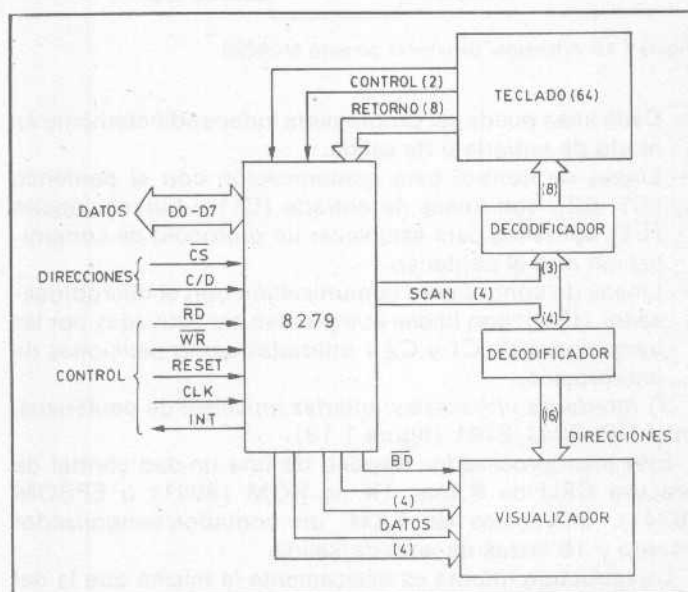 CONTROL (2)
RETORNO (8)
TECLADO (64)
(8)
DATOS
D0-D7
DECODIFICADOR
DIRECCIONES
CS
C/D
(3)
SCAN (4)
RD
8279
(4)
WR
DECODIFICADOR
CONTROL
RESET
CLK
(16)
INT
DIRECCIONES
BD
(4)
DATOS
VISUALIZADOR
(4)